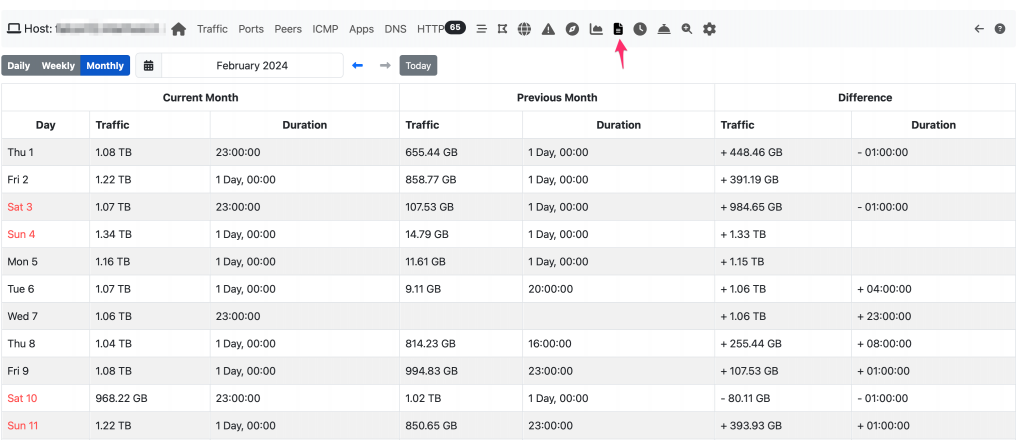 Host: Traffic Ports Peers ICMP Apps DNS HTTP 65
Daily Weekly Monthly February 2024 Today
Current Month Previous Month Difference
Day Traffic Duration Traffic Duration Traffic Duration
Thu 1 1.08 TB 23:00:00 655.44 GB 1 Day, 00:00 + 448.46 GB - 01:00:00
Fri 2 1.22 TB 1 Day, 00:00 858.77 GB 1 Day, 00:00 + 391.19 GB
Sat 3 1.07 TB 23:00:00 107.53 GB 1 Day, 00:00 + 984.65 GB - 01:00:00
Sun 4 1.34 TB 1 Day, 00:00 14.79 GB 1 Day, 00:00 + 1.33 TB
Mon 5 1.16 TB 1 Day, 00:00 11.61 GB 1 Day, 00:00 + 1.15 TB
Tue 6 1.07 TB 1 Day, 00:00 9.11 GB 20:00:00 + 1.06 TB + 04:00:00
Wed 7 1.06 TB 23:00:00 + 1.06 TB + 23:00:00
Thu 8 1.04 TB 1 Day, 00:00 814.23 GB 16:00:00 + 255.44 GB + 08:00:00
Fri 9 1.08 TB 1 Day, 00:00 994.83 GB 23:00:00 + 107.53 GB + 01:00:00
Sat 10 968.22 GB 23:00:00 1.02 TB 1 Day, 00:00 - 80.11 GB - 01:00:00
Sun 11 1.22 TB 1 Day, 00:00 850.65 GB 23:00:00 + 393.93 GB + 01:00:00